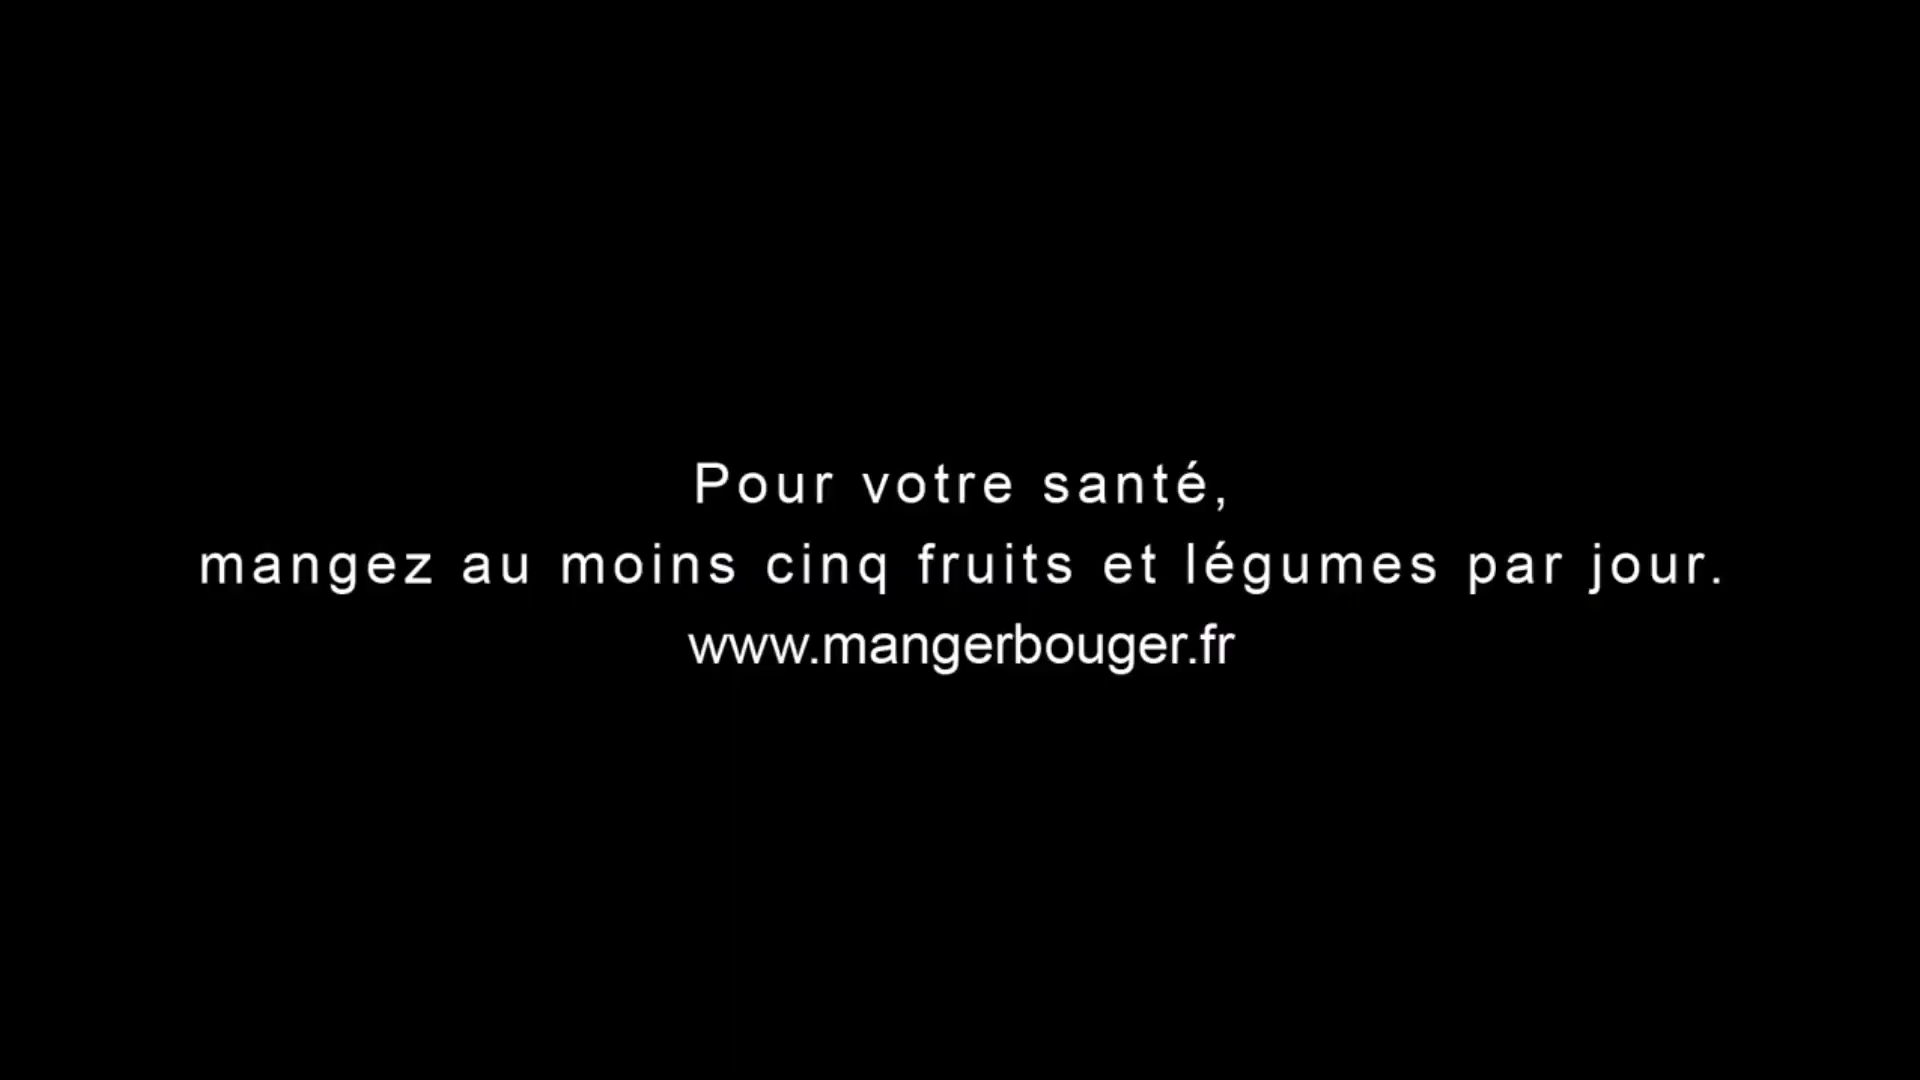 Pour votre santé,
mangez au moins cinq fruits et légumes par jour.
www.mangerbouger.fr